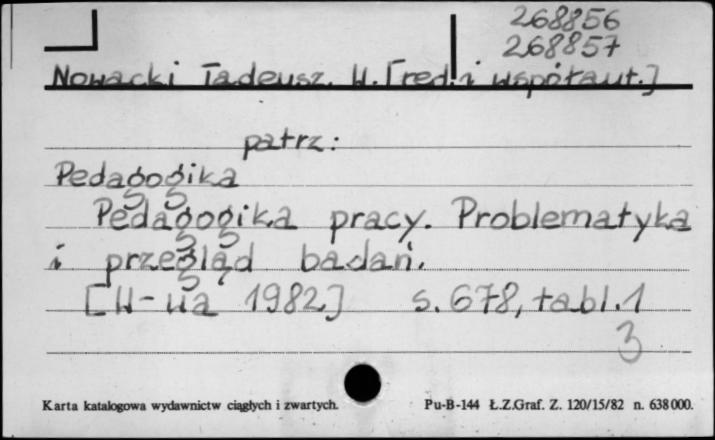 268856
268857
Nowacki Tadeusz. W. [red. i współaut.]
patrz:
Pedagogika
Pedagogika pracy. Problematyka
i przegląd badań.
[W-wa 1982] s. 678, tabl. 1
3
Karta katalogowa wydawnictw ciągłych i zwartych. Pu-B-144 Ł.Z.Graf. Z. 120/15/82 n. 638000.